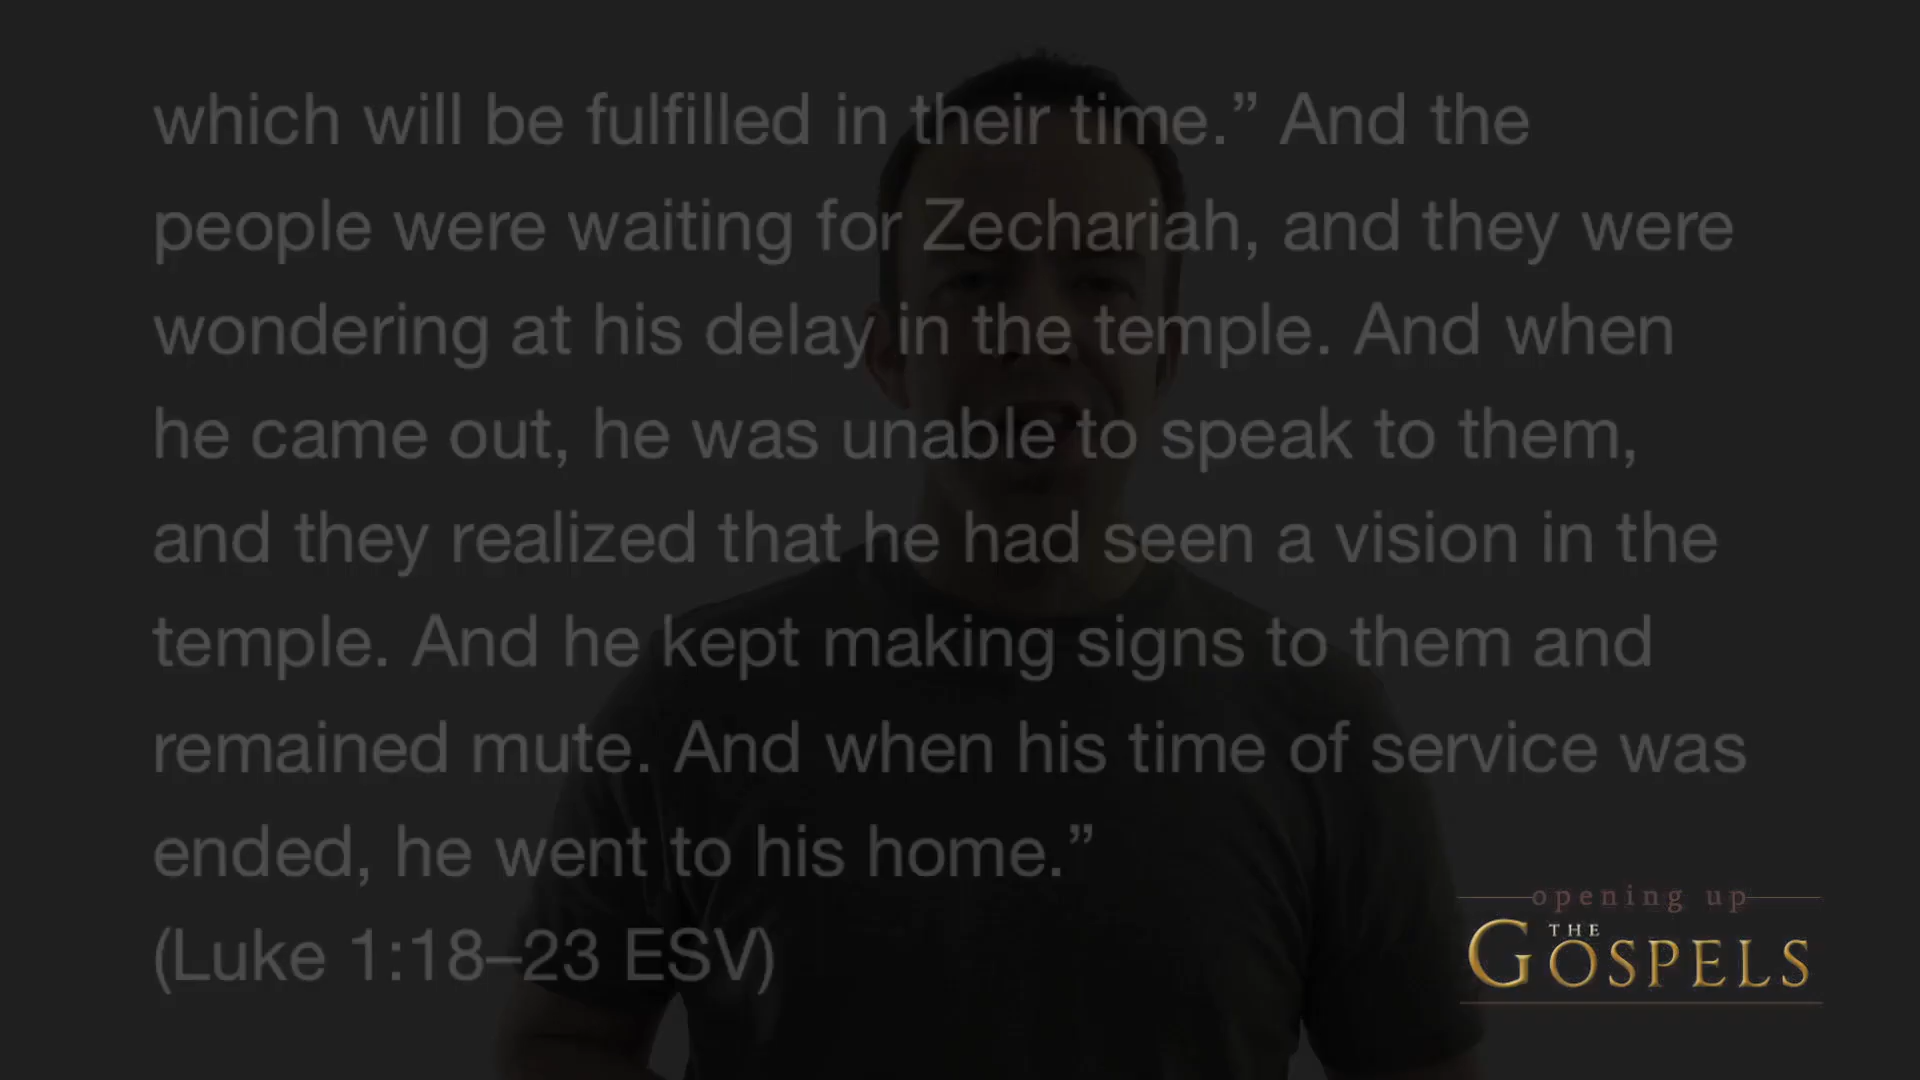 which will be fulfilled in their time.” And the
people were waiting for Zechariah, and they were
wondering at his delay in the temple. And when
he came out, he was unable to speak to them,
and they realized that he had seen a vision in the
temple. And he kept making signs to them and
remained mute. And when his time of service was
ended, he went to his home.”
(Luke 1:18–23 ESV)
opening up
THE
GOSPELS